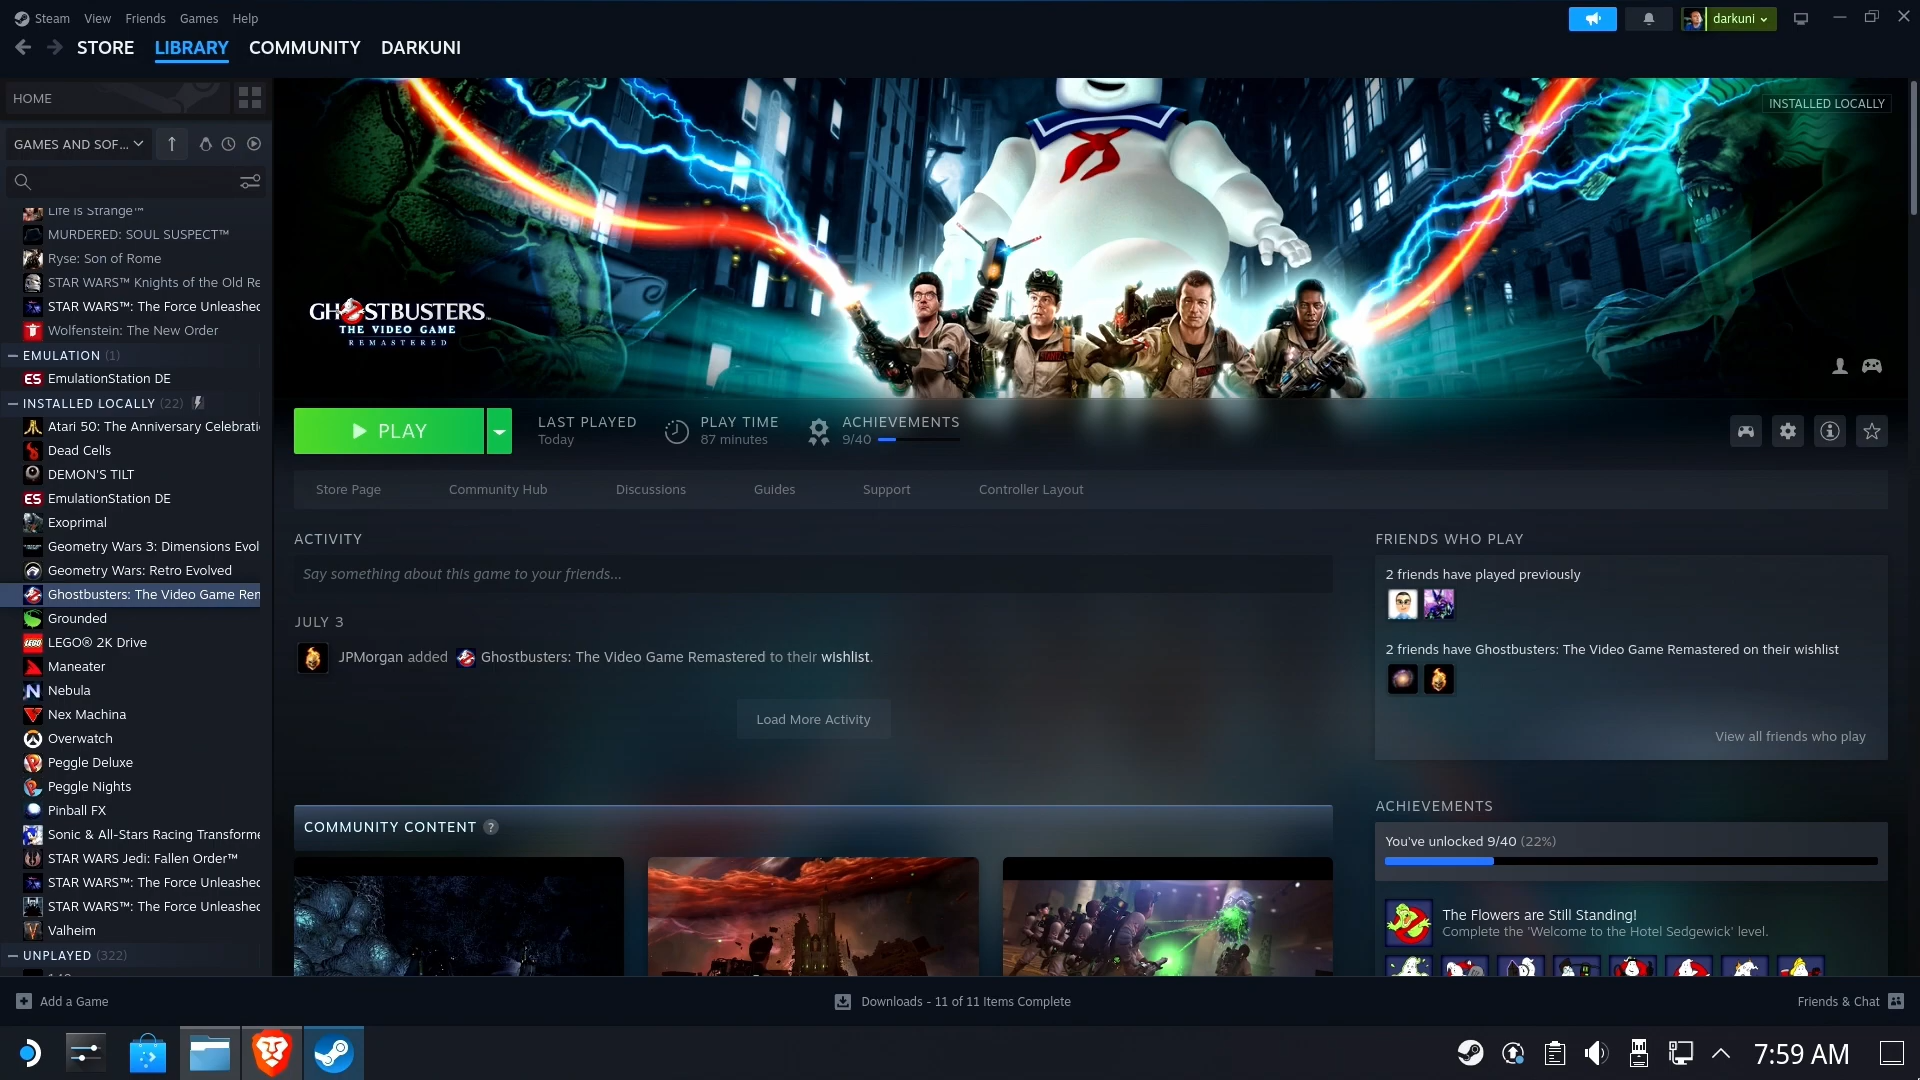 Steam View Friends Games Help
darkuni
STORE LIBRARY COMMUNITY DARKUNI
HOME
INSTALLED LOCALLY
GAMES AND SOF...
Life is Strange™
MURDERED: SOUL SUSPECT™
Ryse: Son of Rome
STAR WARS™ Knights of the Old Re
STAR WARS™: The Force Unleashed
Wolfenstein: The New Order
EMULATION (1)
ES EmulationStation DE
INSTALLED LOCALLY (22)
Atari 50: The Anniversary Celebrati
Dead Cells
DEMON'S TILT
ES EmulationStation DE
Exoprimal
Geometry Wars 3: Dimensions Evol
Geometry Wars: Retro Evolved
Ghostbusters: The Video Game Rem
Grounded
LEGO LEGO® 2K Drive
Maneater
N Nebula
Nex Machina
Overwatch
Peggle Deluxe
Peggle Nights
Pinball FX
Sonic & All-Stars Racing Transforme
STAR WARS Jedi: Fallen Order™
STAR WARS™: The Force Unleashed
STAR WARS™: The Force Unleashed
Valheim
UNPLAYED (322)
GHOSTBUSTERS™
THE VIDEO GAME
REMASTERED
PLAY
LAST PLAYED
Today
PLAY TIME
87 minutes
ACHIEVEMENTS
9/40
Store Page Community Hub Discussions Guides Support Controller Layout
ACTIVITY
Say something about this game to your friends...
JULY 3
JPMorgan added Ghostbusters: The Video Game Remastered to their wishlist.
Load More Activity
COMMUNITY CONTENT ?
FRIENDS WHO PLAY
2 friends have played previously
2 friends have Ghostbusters: The Video Game Remastered on their wishlist
View all friends who play
ACHIEVEMENTS
You've unlocked 9/40 (22%)
The Flowers are Still Standing!
Complete the 'Welcome to the Hotel Sedgewick' level.
Add a Game
Downloads - 11 of 11 Items Complete
Friends & Chat
7:59 AM